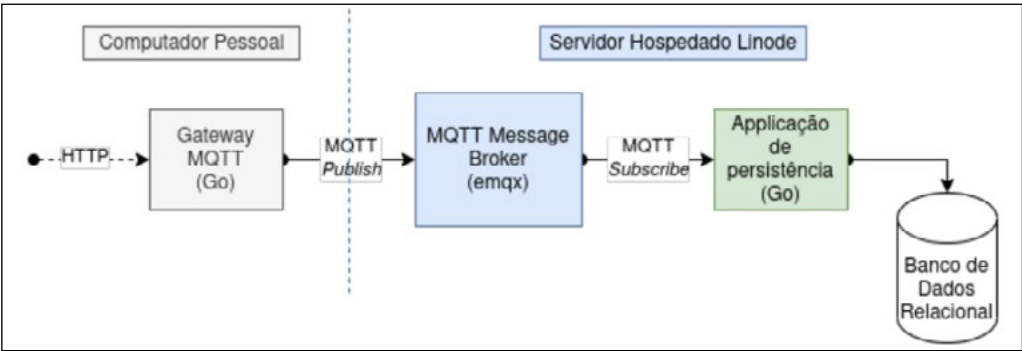 Computador Pessoal
Servidor Hospedado Linode
HTTP
Gateway
MQTT
(Go)
MQTT
Publish
MQTT Message
Broker
(emqx)
MQTT
Subscribe
Applicação
de
persistência
(Go)
Banco de
Dados
Relacional